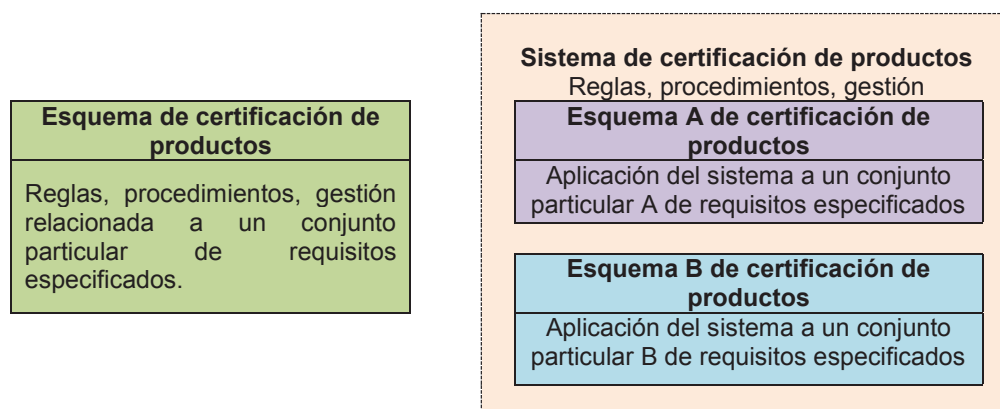 Esquema de certificación de
productos
Reglas, procedimientos, gestión
relacionada a un conjunto
particular de requisitos
especificados.
Sistema de certificación de productos
Reglas, procedimientos, gestión
Esquema A de certificación de
productos
Aplicación del sistema a un conjunto
particular A de requisitos especificados
Esquema B de certificación de
productos
Aplicación del sistema a un conjunto
particular B de requisitos especificados